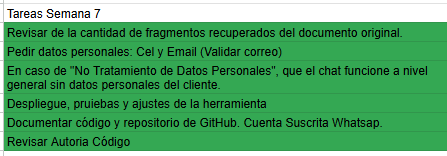 Tareas Semana 7
Revisar de la cantidad de fragmentos recuperados del documento original.
Pedir datos personales: Cel y Email (Validar correo)
En caso de "No Tratamiento de Datos Personales", que el chat funcione a nivel
general sin datos personales del cliente.
Despliegue, pruiebas y ajustes de la herramienta
Documentar código y repositorio de GitHub. Cuenta Suscrita Whatsap.
Revisar Autoria Código